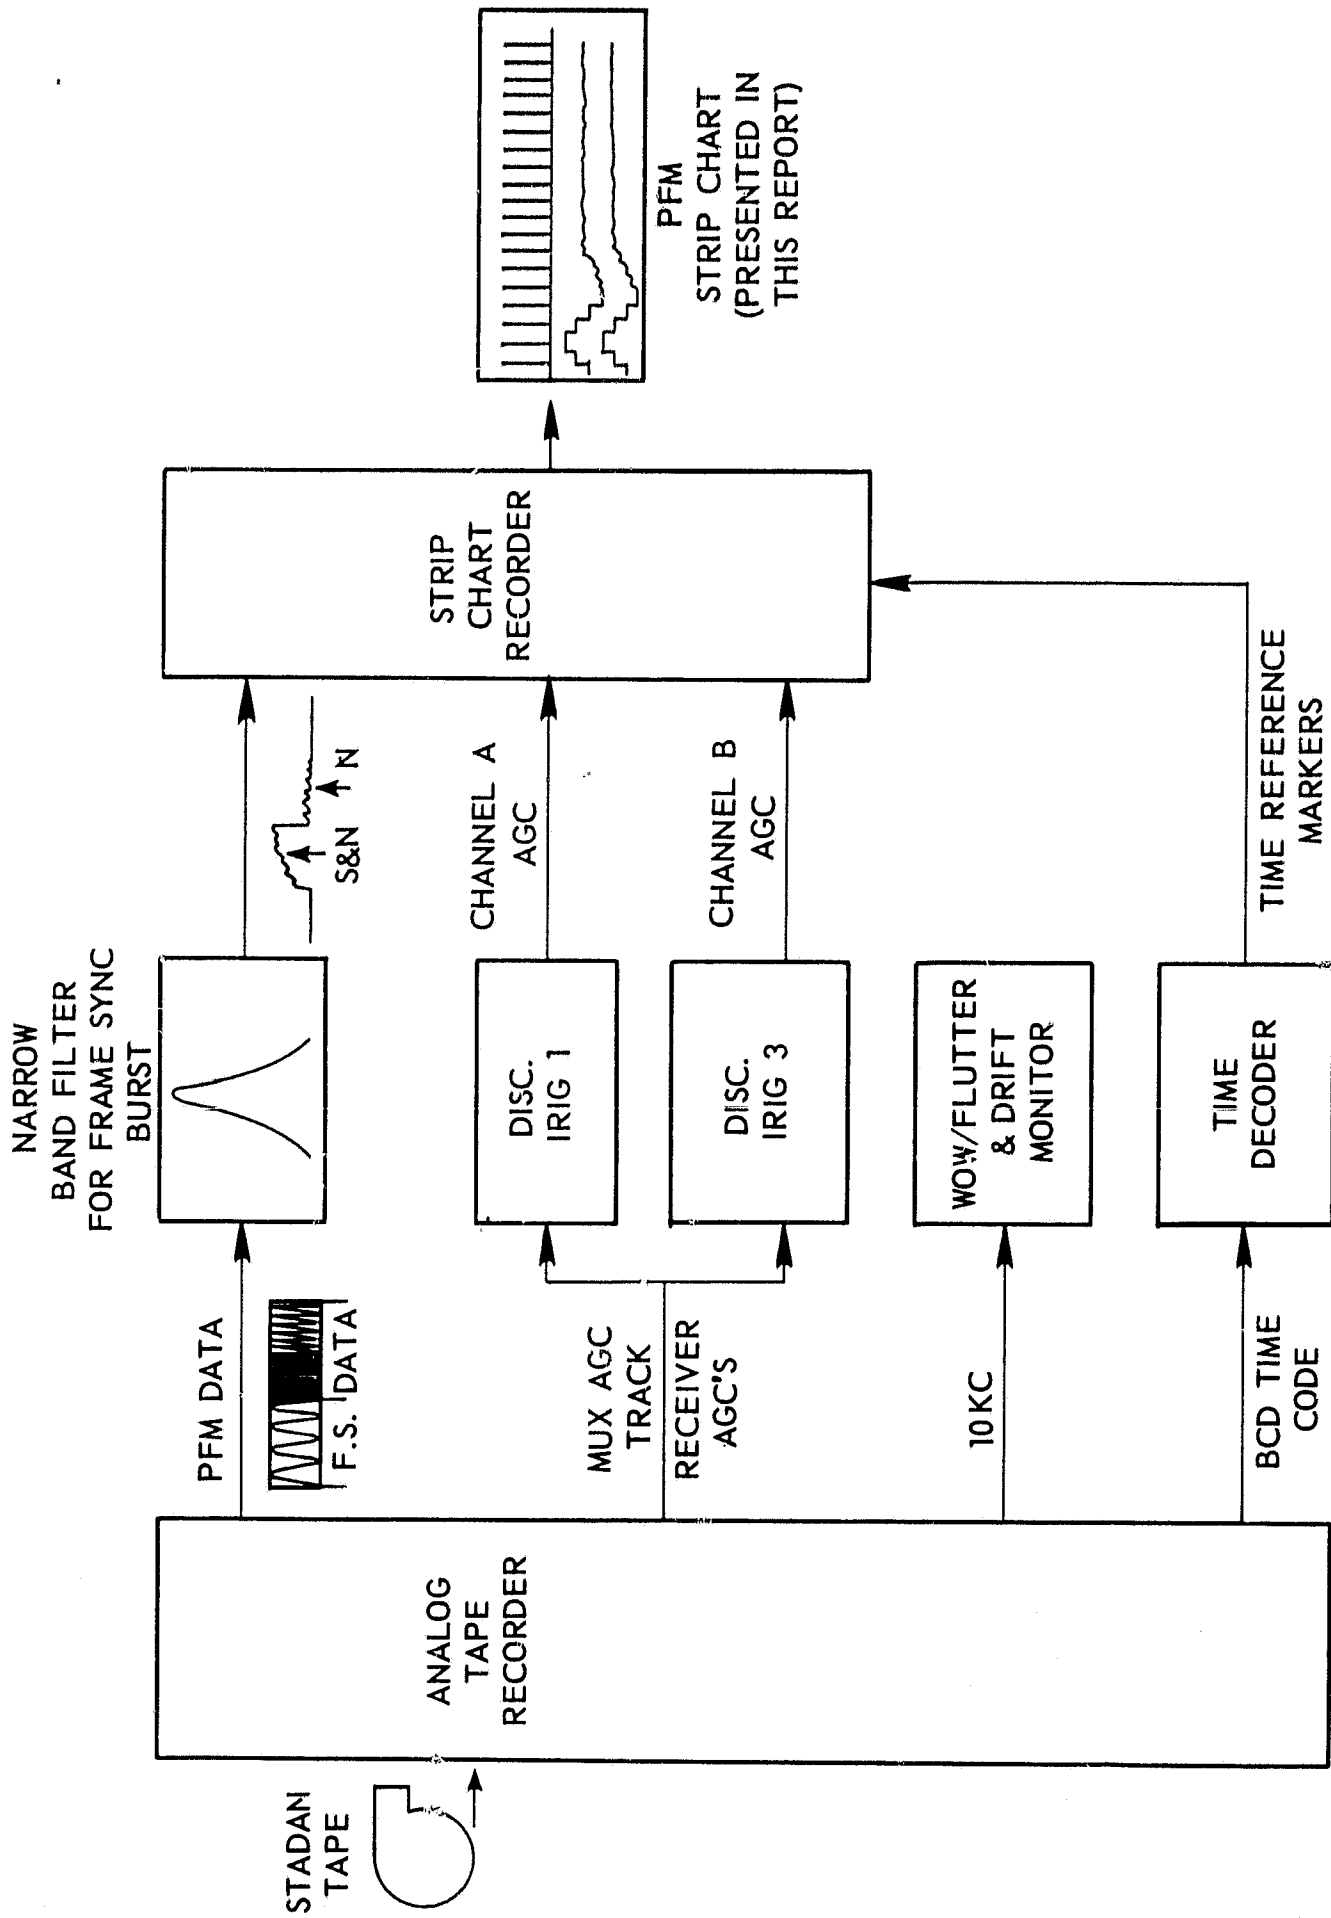 STADAN
TAPE
ANALOG
TAPE
RECORDER
PFM DATA
F.S. DATA
MUX AGC
TRACK
RECEIVER
AGC'S
10KC
BCD TIME
CODE
NARROW
BAND FILTER
FOR FRAME SYNC
BURST
DISC.
IRIG 1
DISC.
IRIG 3
WOW/FLUTTER
& DRIFT
MONITOR
TIME
DECODER
S&N
N
CHANNEL A
AGC
CHANNEL B
AGC
TIME REFERENCE
MARKERS
STRIP
CHART
RECORDER
PFM
STRIP CHART
(PRESENTED IN
THIS REPORT)